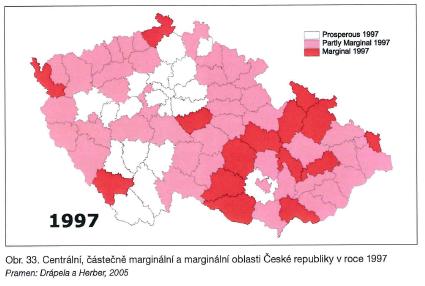 Prosperous 1997
Partly Marginal 1997
Marginal 1997
1997
Obr. 33. Centrální, částečně marginální a marginální oblasti České republiky v roce 1997
Pramen: Drápela a Herber, 2005